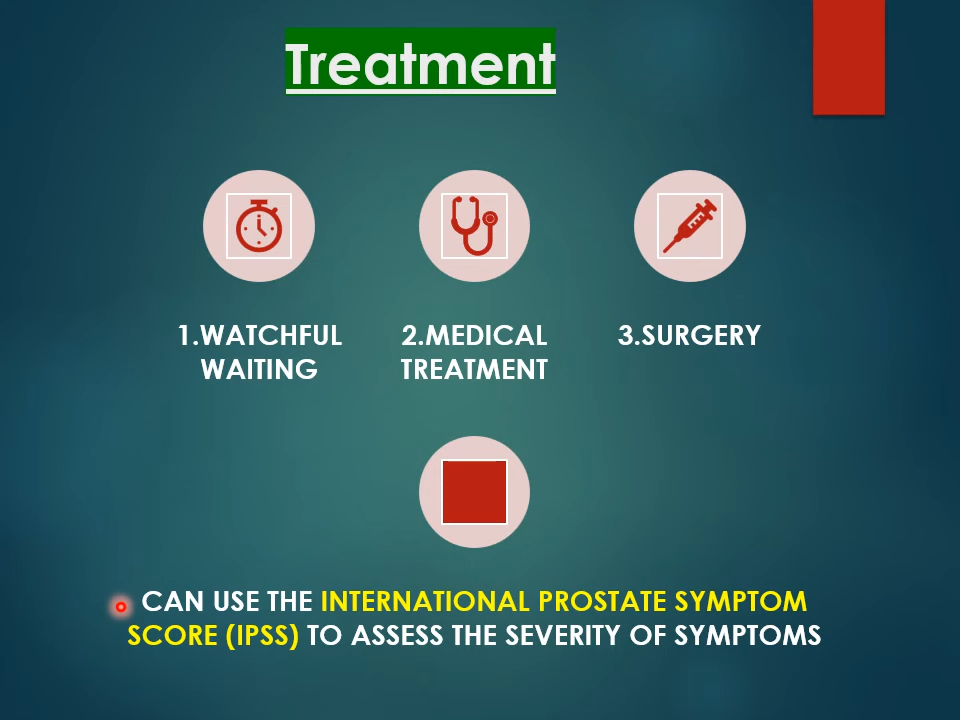 Treatment
1.WATCHFUL
WAITING
2.MEDICAL
TREATMENT
3.SURGERY
CAN USE THE INTERNATIONAL PROSTATE SYMPTOM
SCORE (IPSS) TO ASSESS THE SEVERITY OF SYMPTOMS